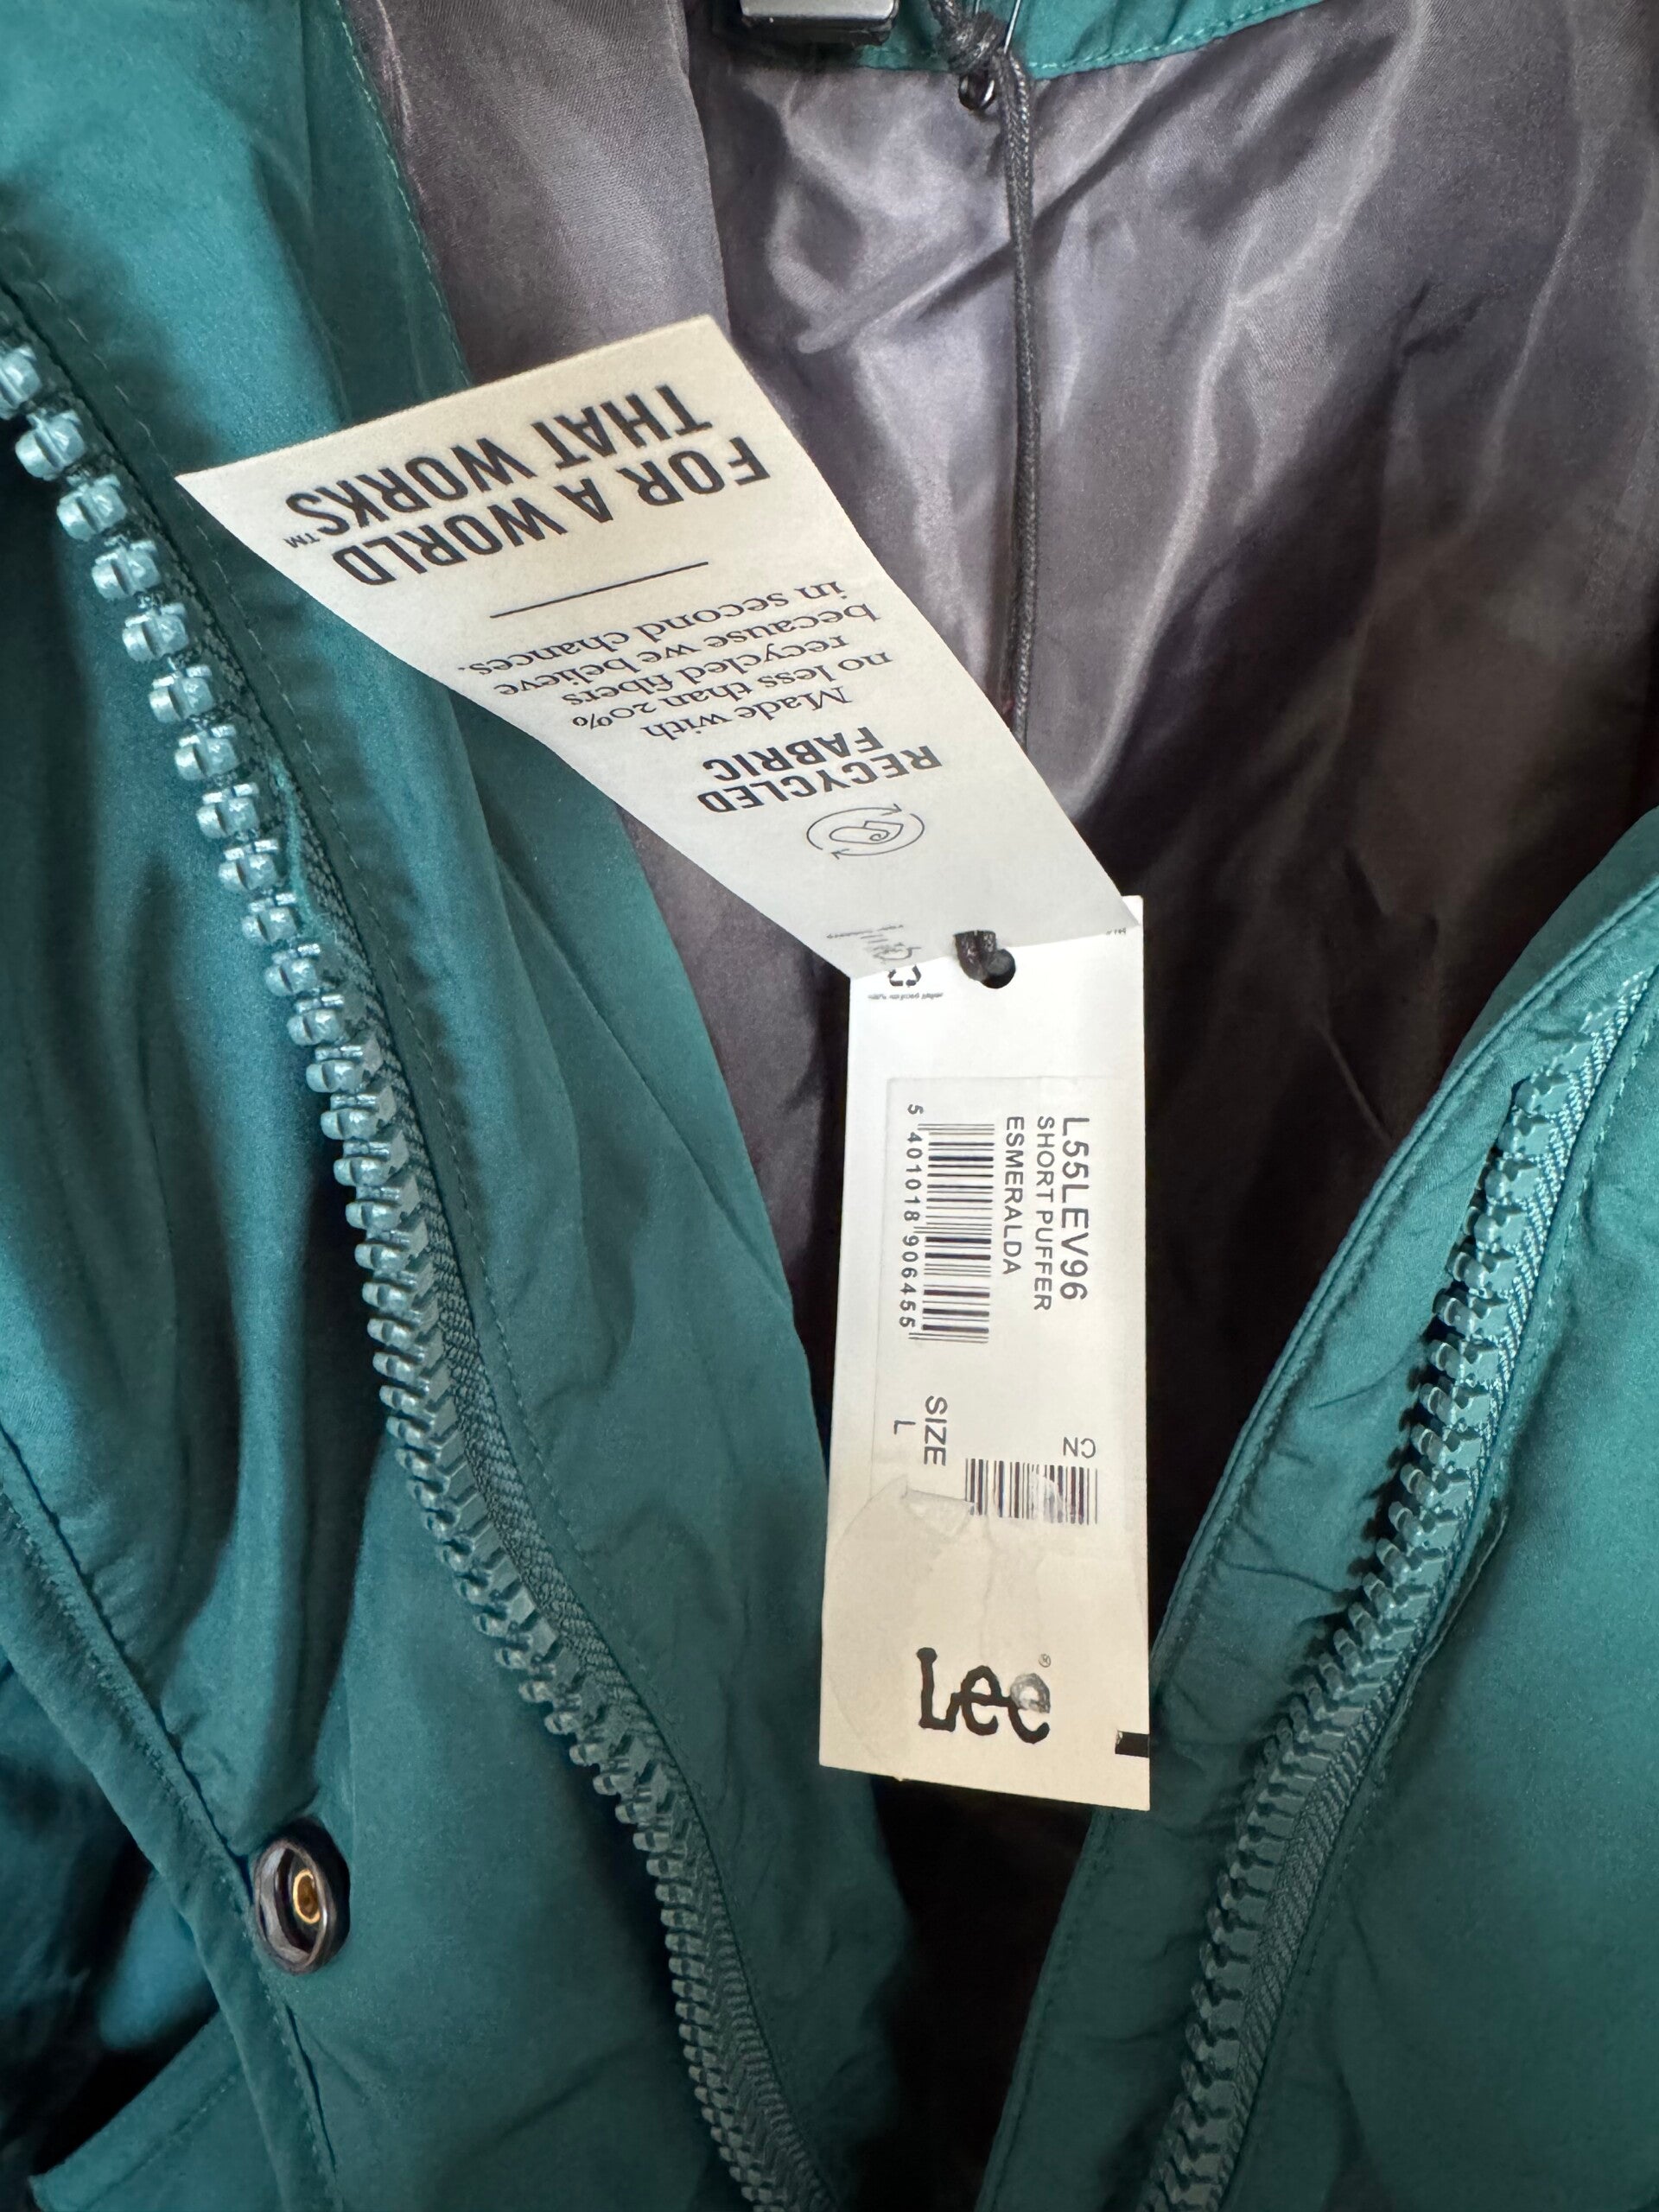 RECYCLED
FABRIC
Made with
no less than 20%
recycled fibers
because we believe
in second chances.
FOR A WORLD
THAT WORKS™
L55LEV96
SHORT PUFFER
ESMERALDA
5 401018 906455
SIZE
L
CN
Lee®